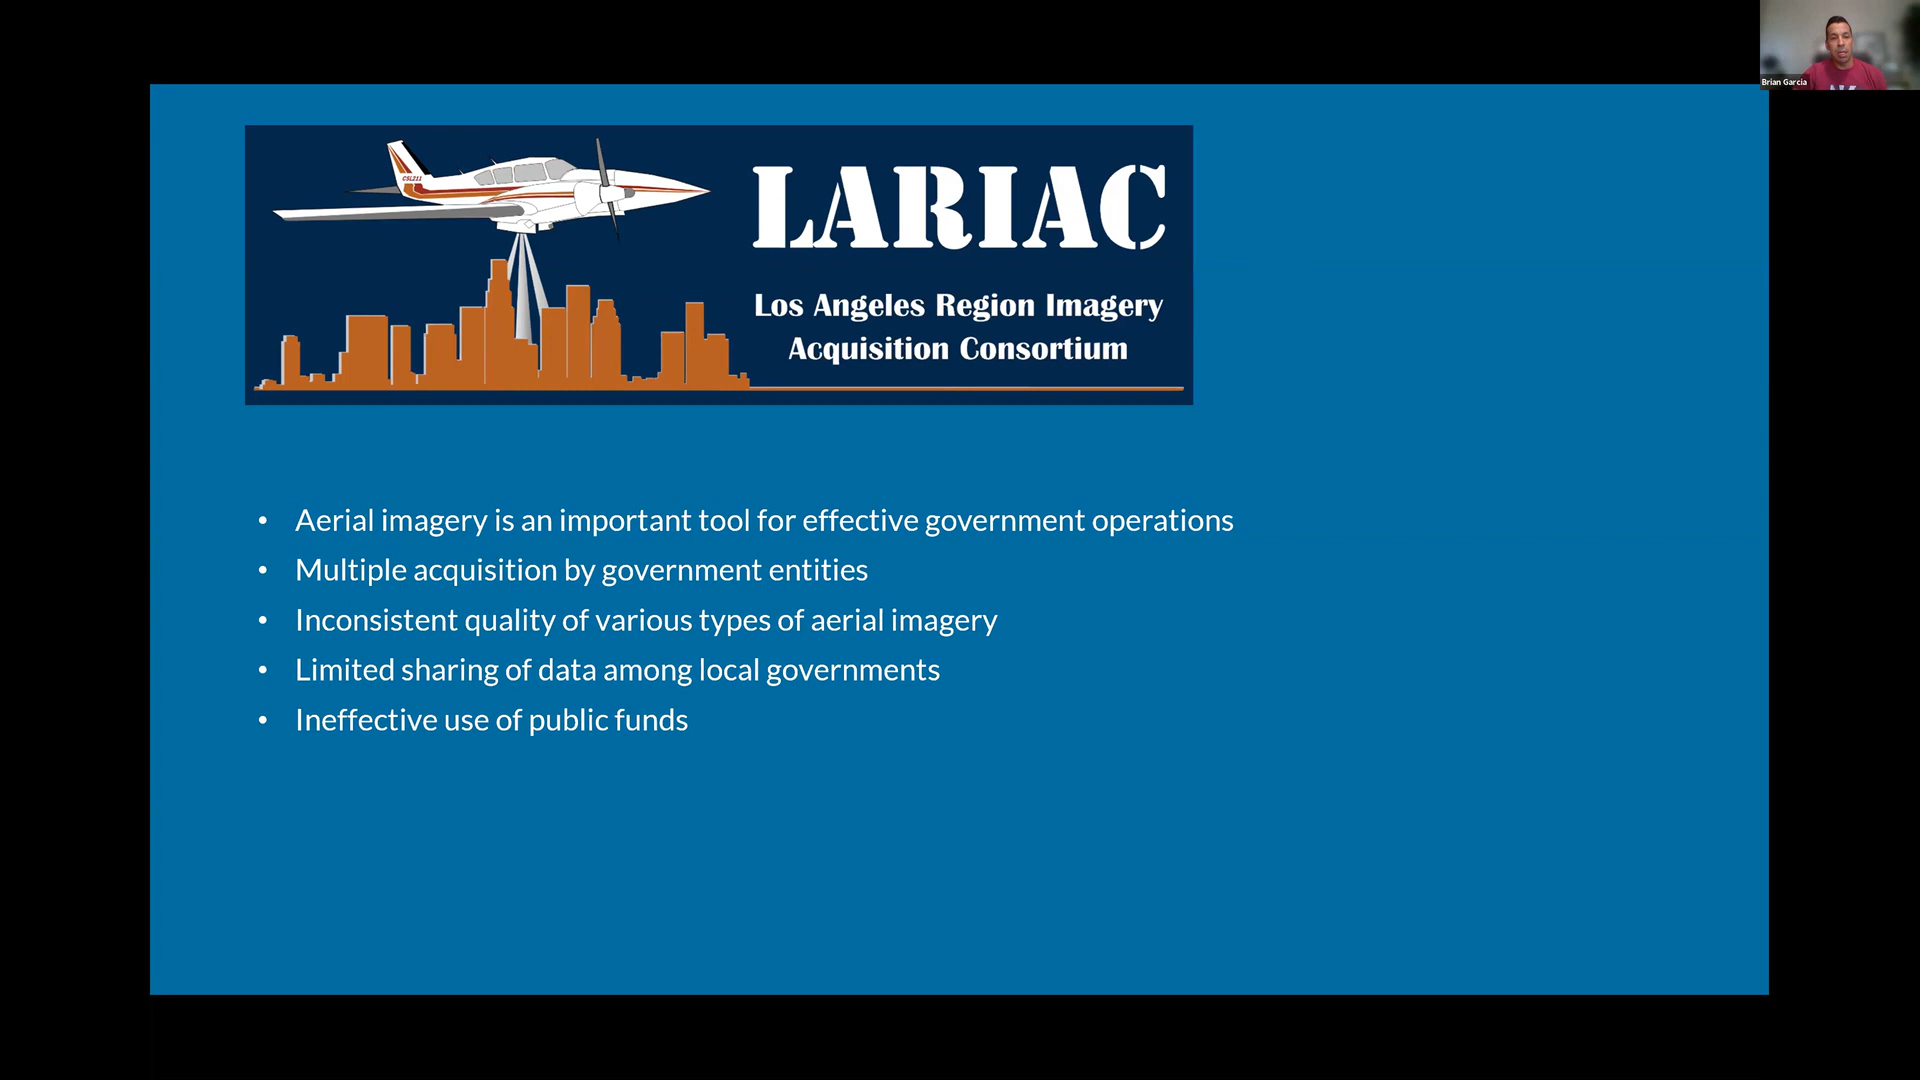 Brian Garcia
CSL211
LARIAC
Los Angeles Region Imagery
Acquisition Consortium
• Aerial imagery is an important tool for effective government operations
• Multiple acquisition by government entities
• Inconsistent quality of various types of aerial imagery
• Limited sharing of data among local governments
• Ineffective use of public funds